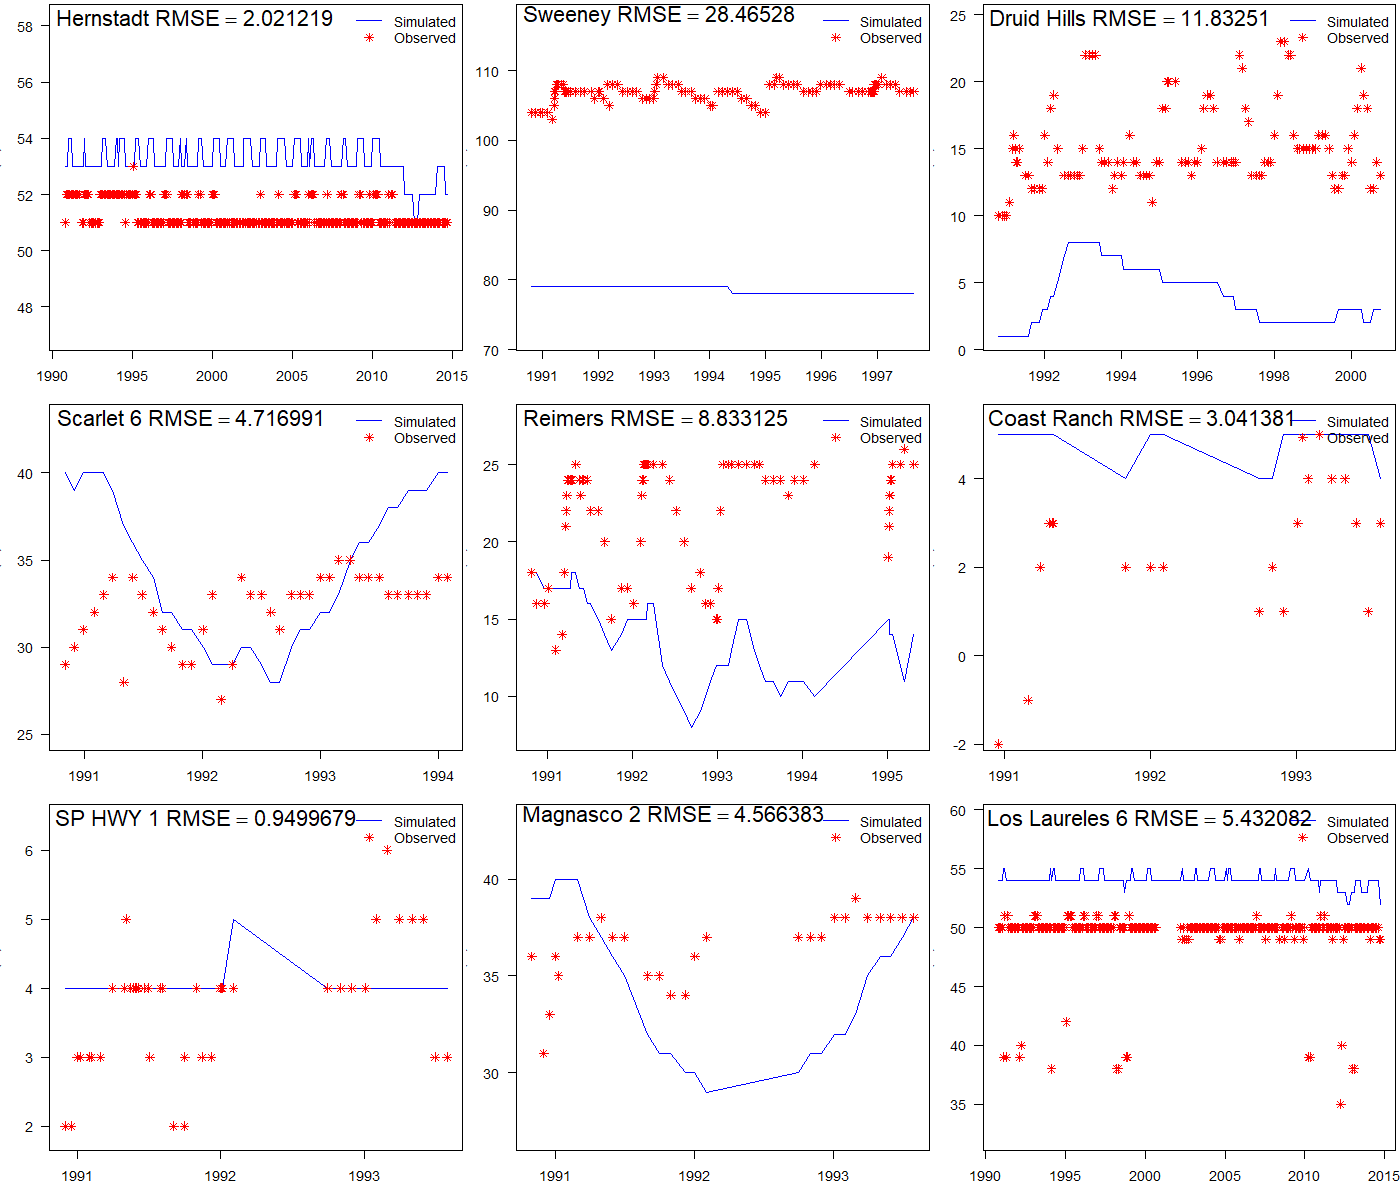 Hernstadt RMSE = 2.021219
Simulated
Observed
58
56
54
52
50
48
1990 1995 2000 2005 2010 2015
Sweeney RMSE = 28.46528
Simulated
Observed
110
100
90
80
70
1991 1992 1993 1994 1995 1996 1997
Druid Hills RMSE = 11.83251
Simulated
Observed
25
20
15
10
5
0
1992 1994 1996 1998 2000
Scarlet 6 RMSE = 4.716991
Simulated
Observed
40
35
30
25
1991 1992 1993 1994
Reimers RMSE = 8.833125
Simulated
Observed
25
20
15
10
1991 1992 1993 1994 1995
Coast Ranch RMSE = 3.041381
Simulated
Observed
4
2
0
-2
1991 1992 1993
SP HWY 1 RMSE = 0.9499679
Simulated
Observed
6
5
4
3
2
1991 1992 1993
Magnasco 2 RMSE = 4.566383
Simulated
Observed
40
35
30
1991 1992 1993
Los Laureles 6 RMSE = 5.432082
Simulated
Observed
60
55
50
45
40
35
1990 1995 2000 2005 2010 2015